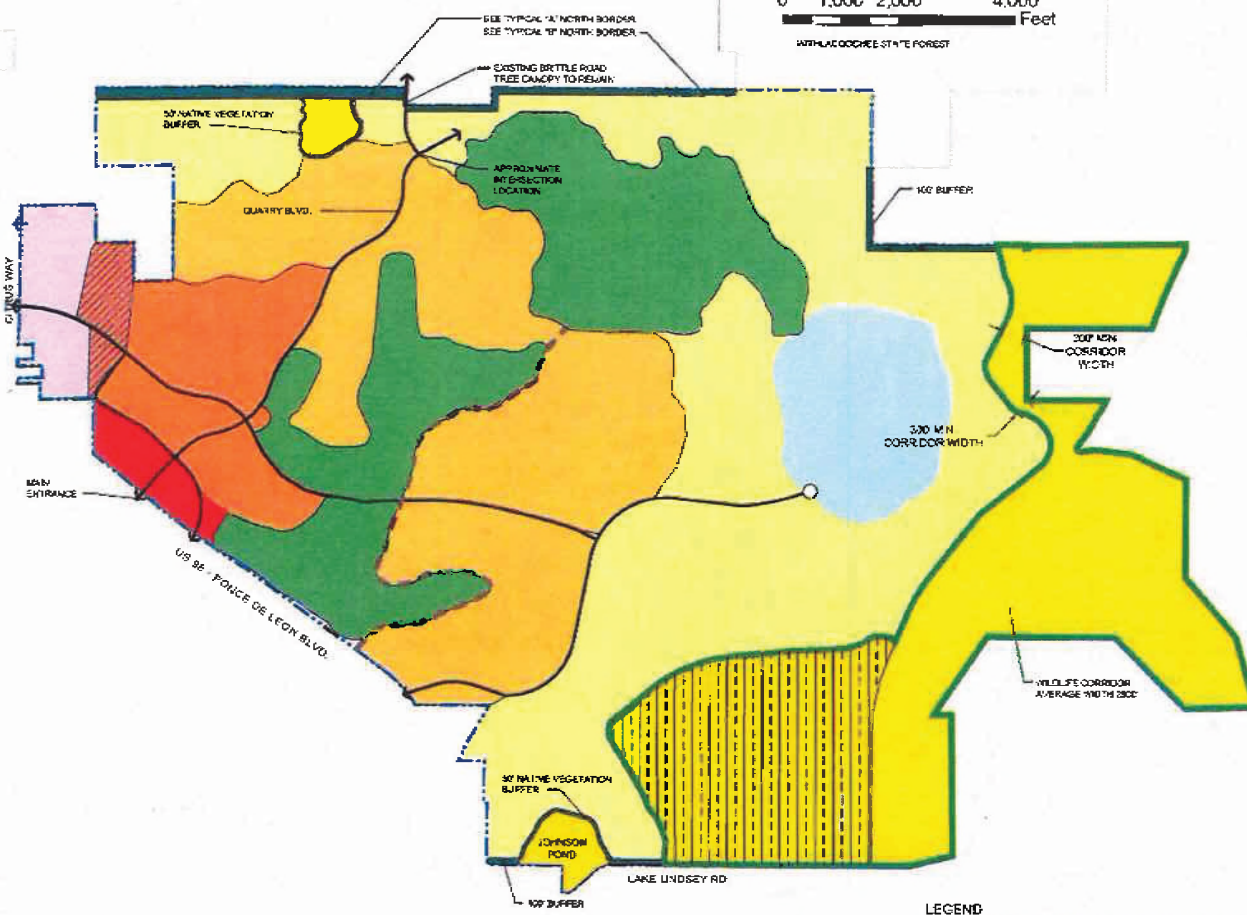 0 1,000 2,000 4,000
Feet
WITHLACOOCHEE STATE FOREST
SEE TYPICAL "A" NORTH BORDER
SEE TYPICAL "B" NORTH BORDER
EXISTING BRITTLE ROAD
TREE CANOPY TO REMAIN
50' NATIVE VEGETATION
BUFFER
APPROXIMATE
INTERSECTION
LOCATION
100' BUFFER
QUARRY BLVD.
CITRUS WAY
MIN
CORRIDOR
WIDTH
MIN
CORRIDOR WIDTH
MAIN
ENTRANCE
US 98 - PONCE DE LEON BLVD.
WILDLIFE CORRIDOR
AVERAGE WIDTH
50' NATIVE VEGETATION
BUFFER
JOHNSON
POND
LAKE LINDSEY RD
100' BUFFER
LEGEND